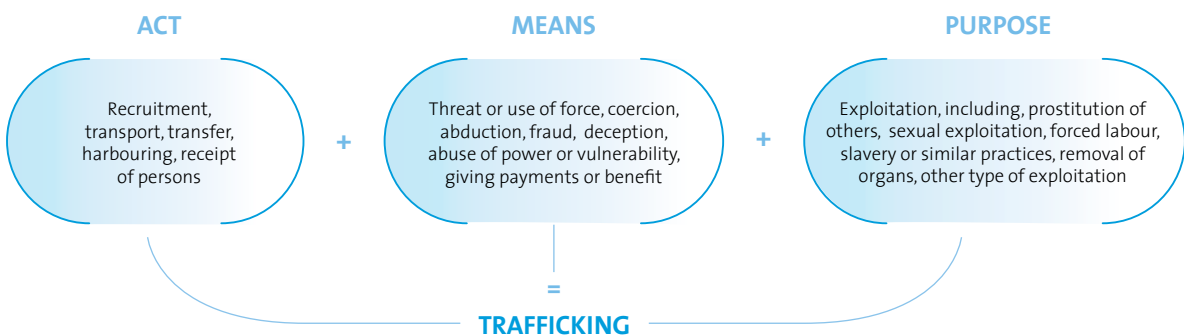 ACT
Recruitment,
transport, transfer,
harbouring, receipt
of persons
+
MEANS
Threat or use of force, coercion,
abduction, fraud, deception,
abuse of power or vulnerability,
giving payments or benefit
+
PURPOSE
Exploitation, including, prostitution of
others, sexual exploitation, forced labour,
slavery or similar practices, removal of
organs, other type of exploitation
=
TRAFFICKING